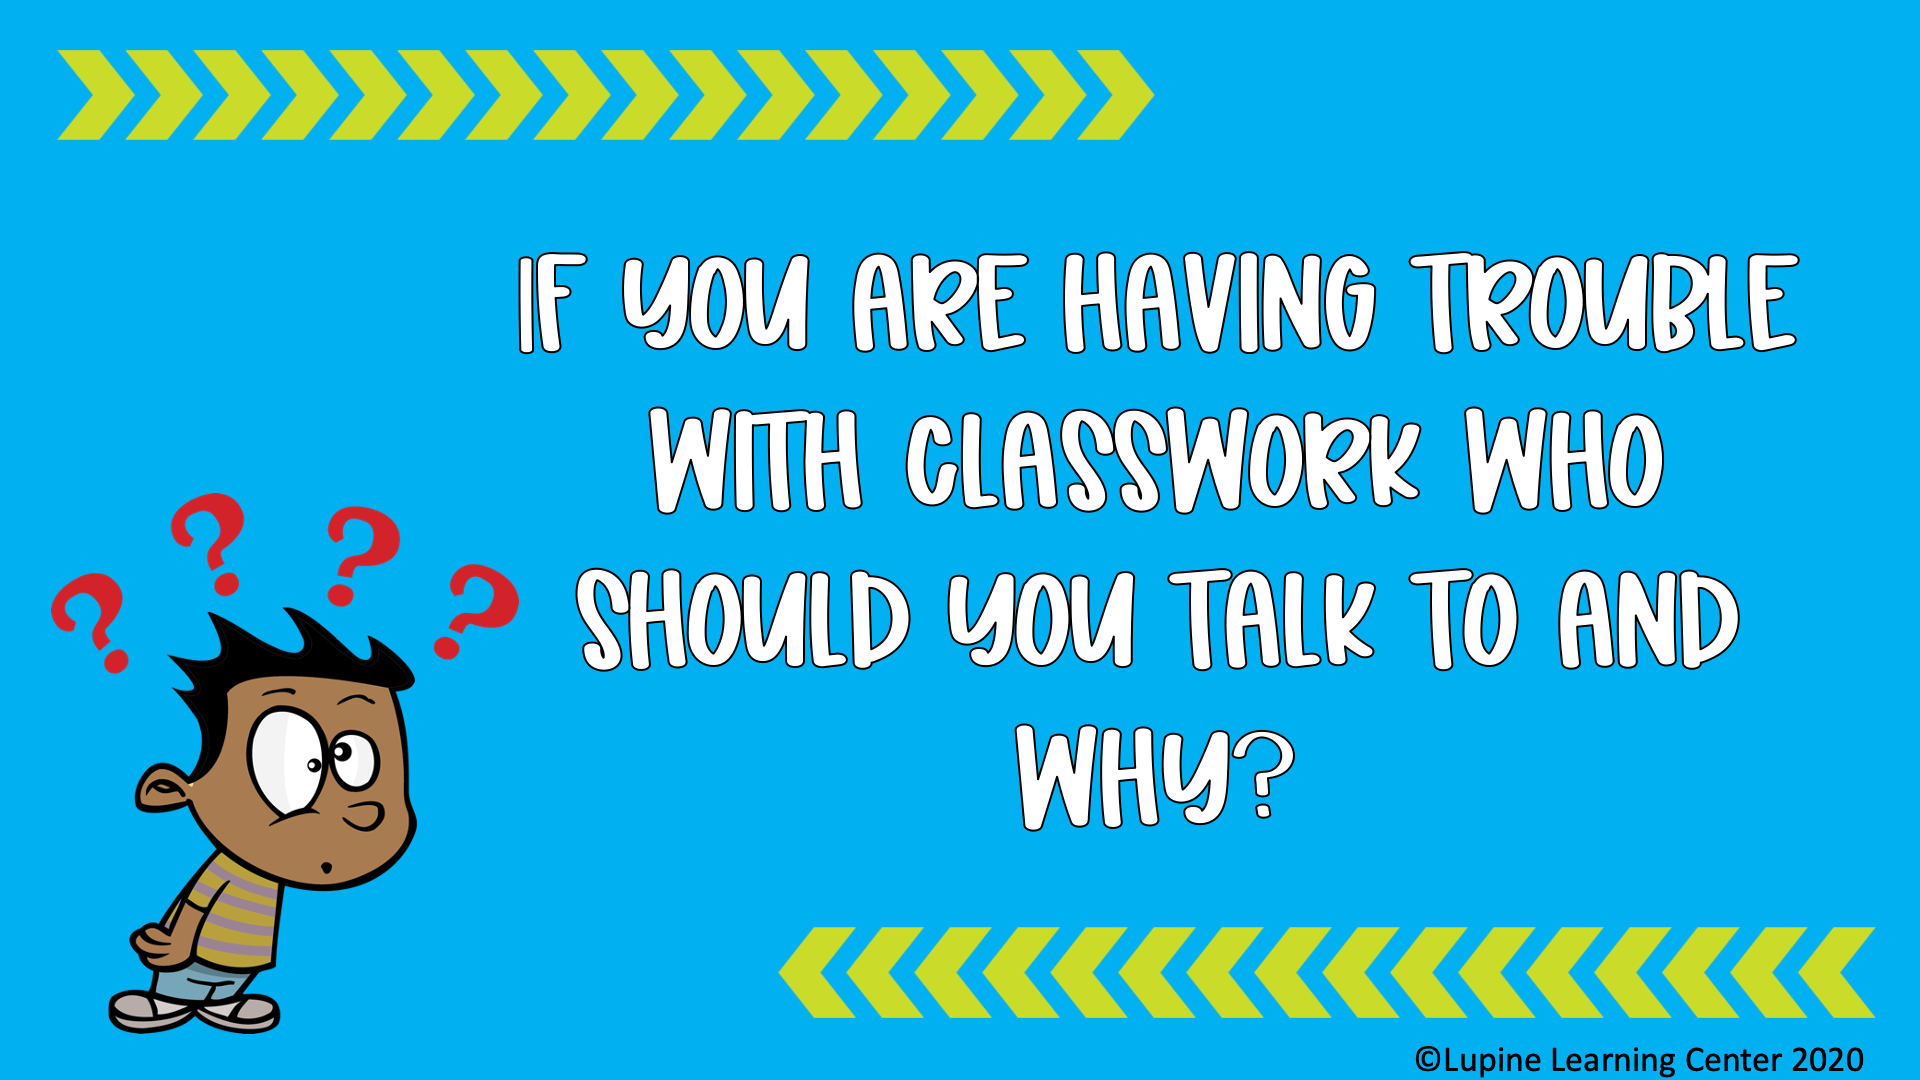 IF YOU ARE HAVING TROUBLE
WITH CLASSWORK WHO
SHOULD YOU TALK TO AND
WHY?
? ? ? ?
©Lupine Learning Center 2020